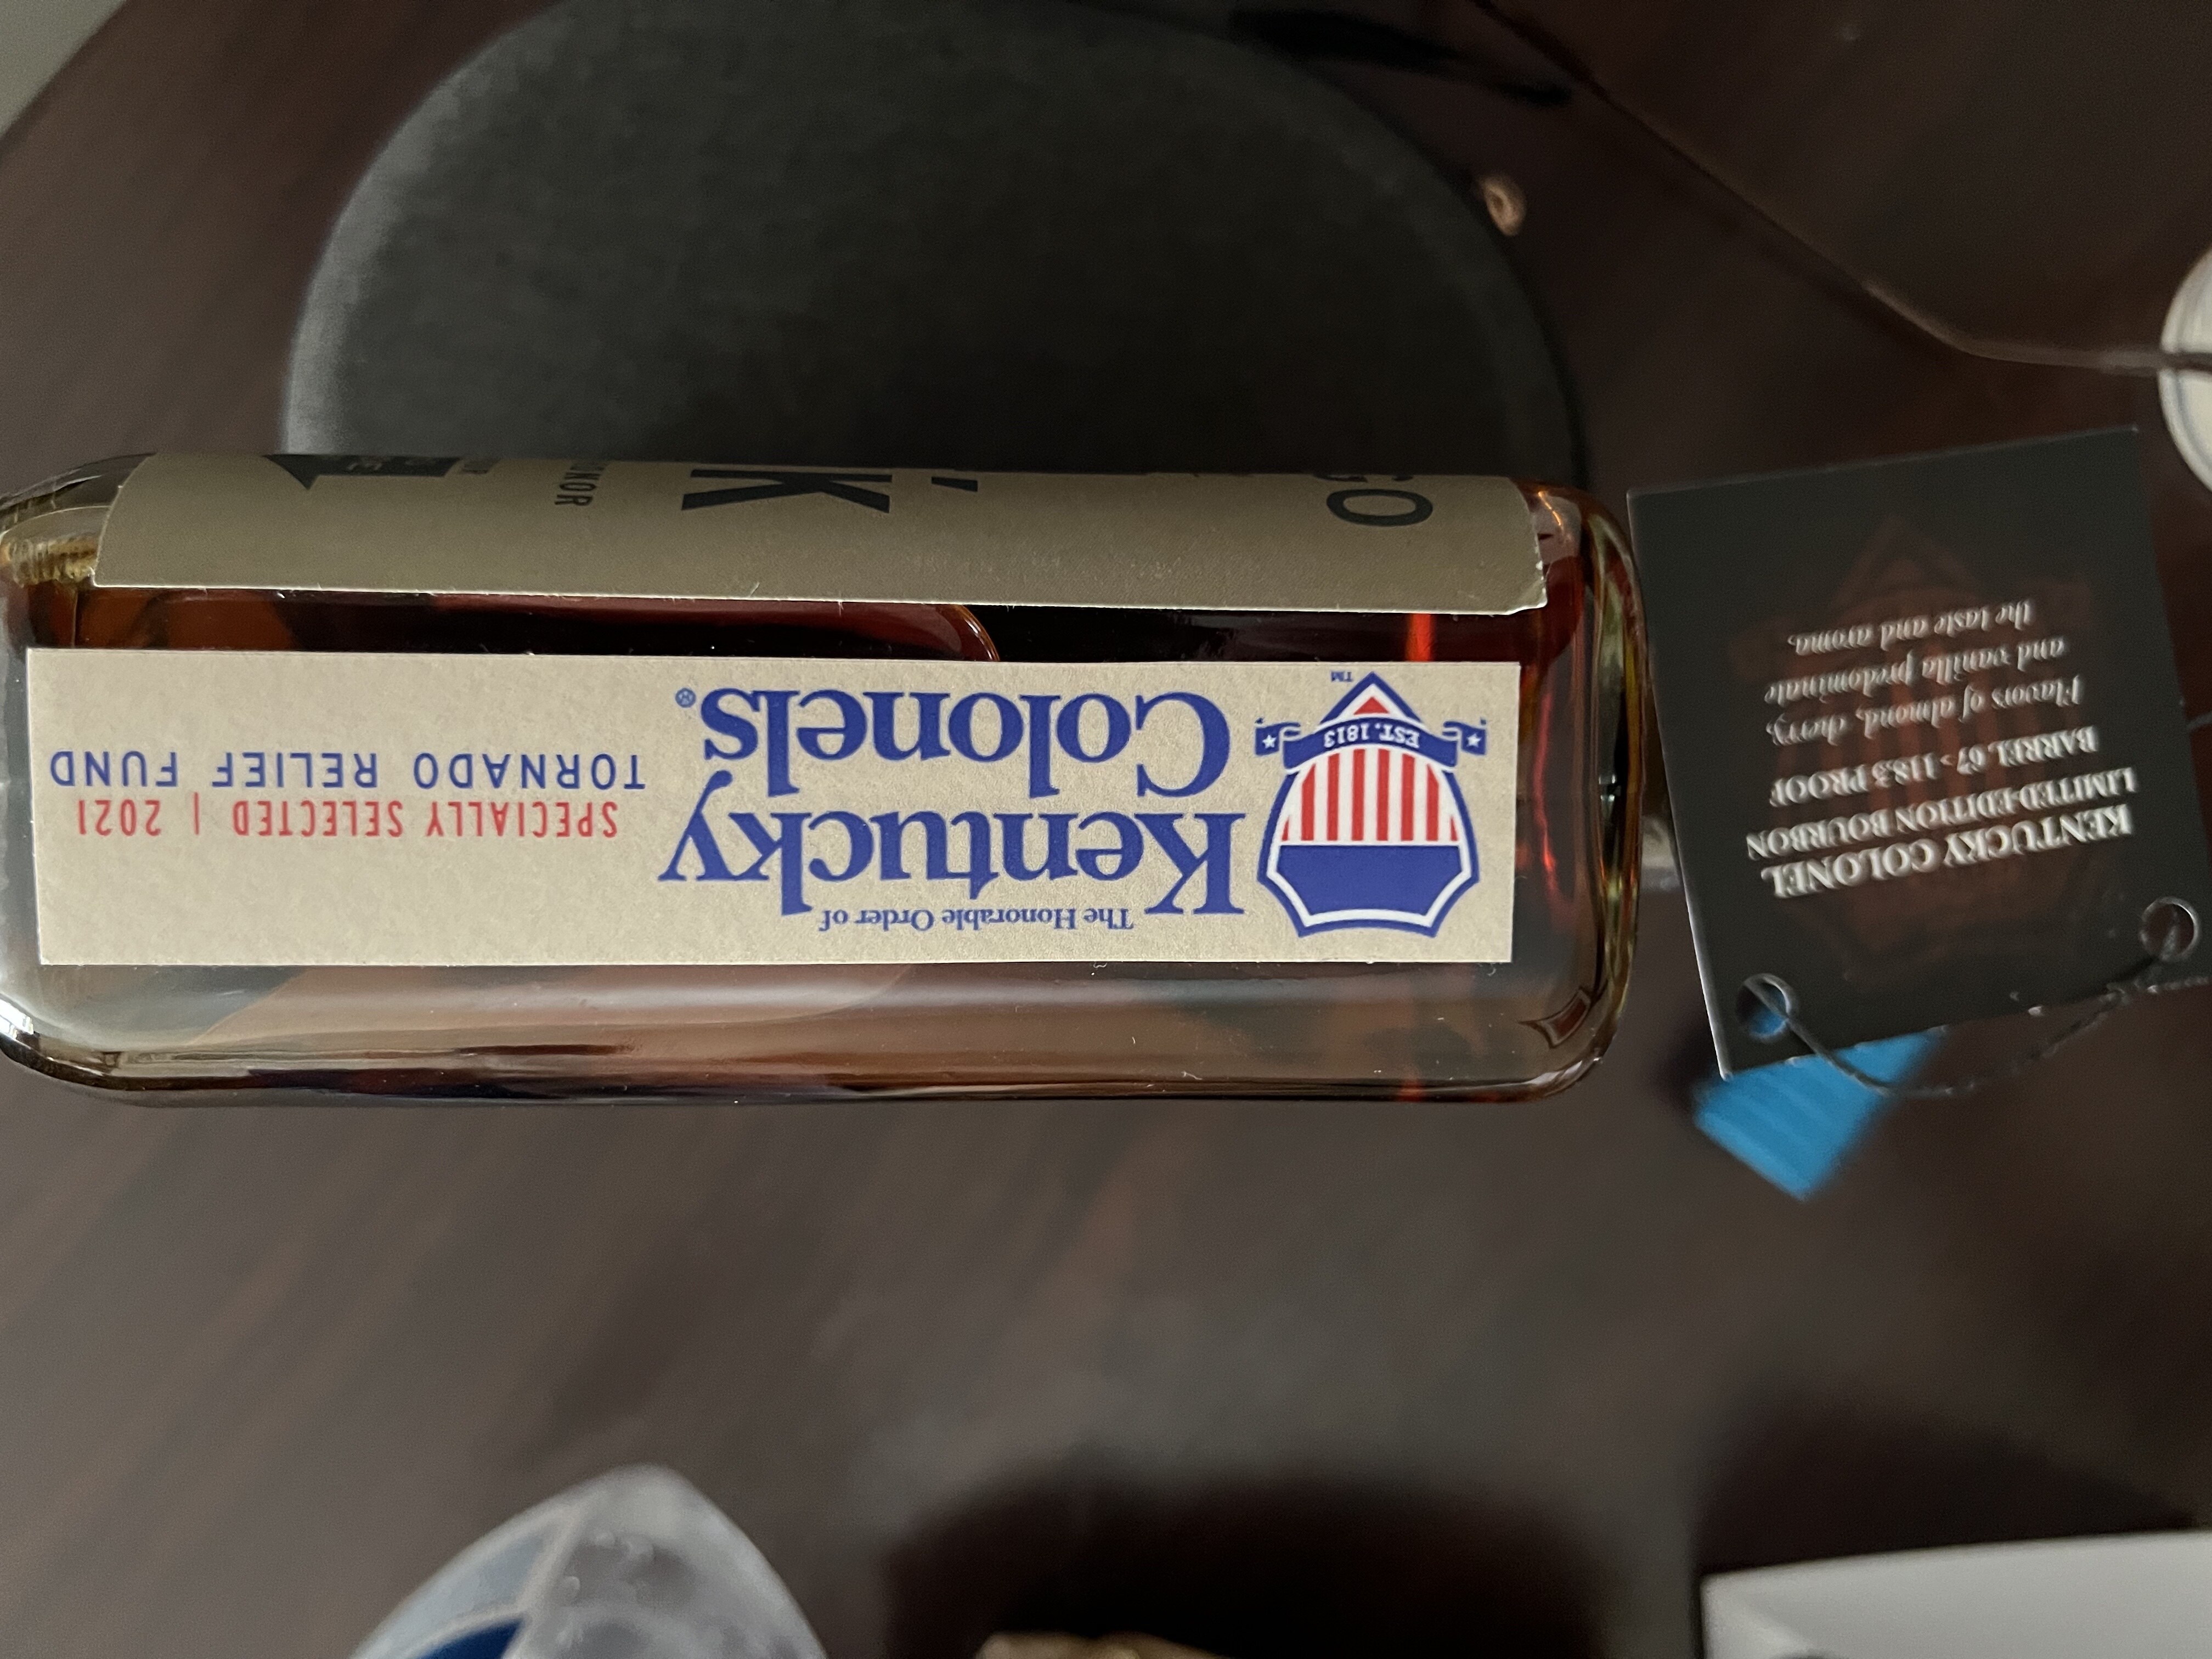 The Honorable Order of
Kentucky
Colonels®
EST. 1813
TM
SPECIALLY SELECTED | 2021
TORNADO RELIEF FUND
KENTUCKY COLONEL
LIMITED-EDITION BOURBON
BARREL 67 • 118.5 PROOF
Flavors of almond, cherry,
and vanilla predominate
the taste and aroma.